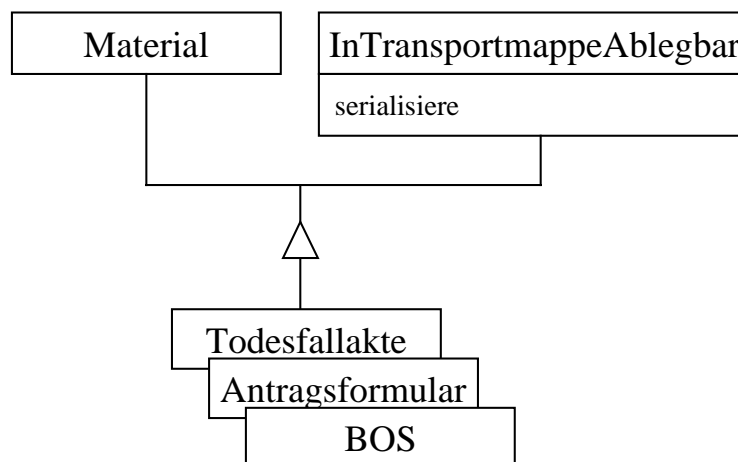 Material
InTransportmappeAblegbar
serialisiere
Todesfallakte
Antragsformular
BOS